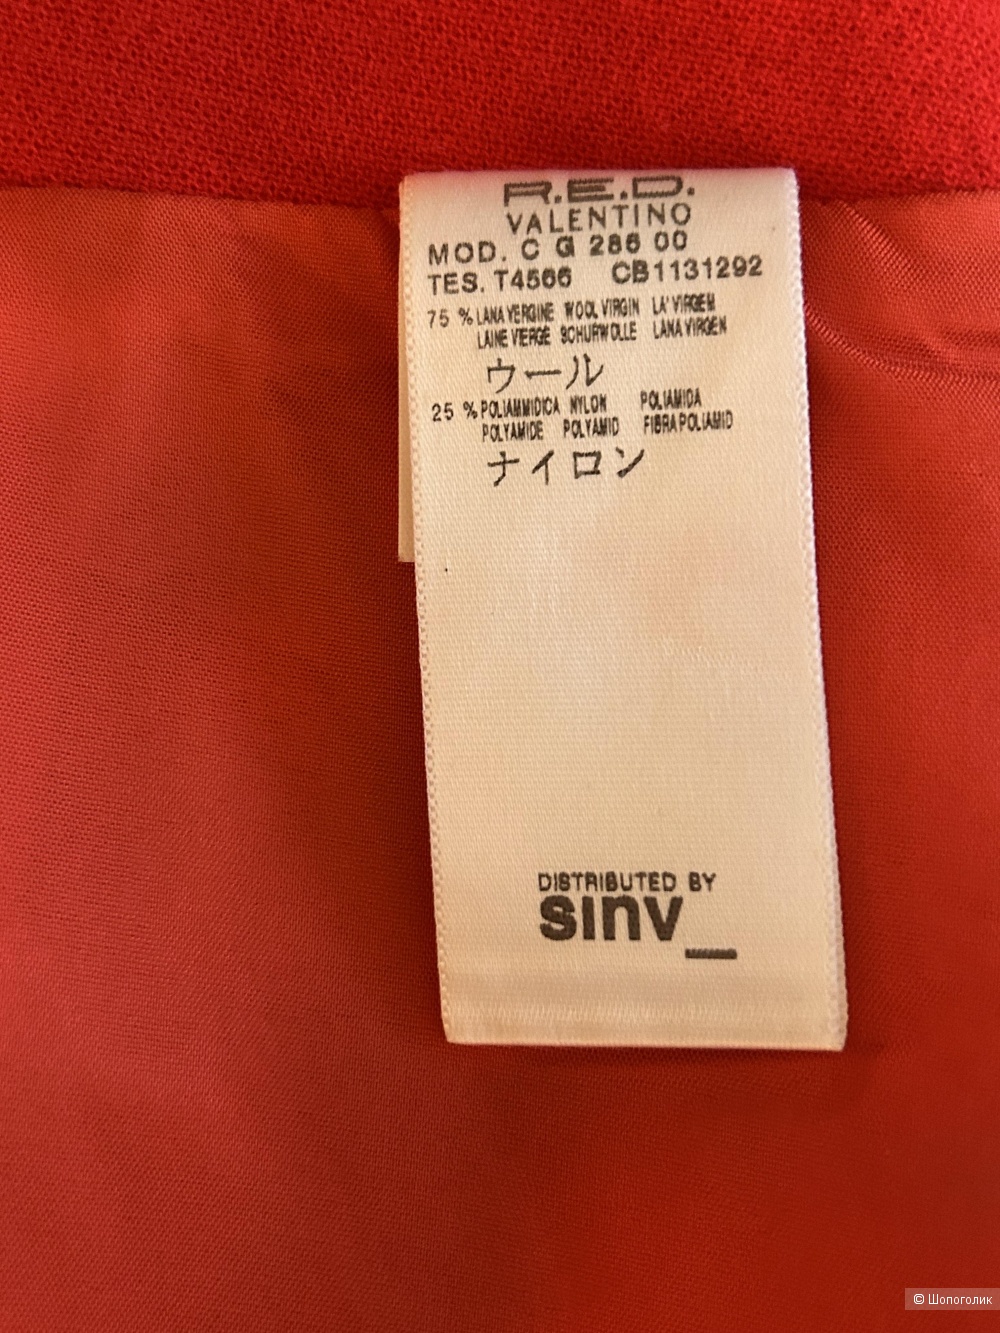 R.E.D.
VALENTINO
MOD. C G 286 00
TES. T4566 CB1131292
75 % LANA VERGINE WOOL VIRGIN LA' VIRGEM
LAINE VIERGE SCHURWOLLE LANA VIRGEN
ウール
25 % POLIAMMIDICA NYLON POLIAMIDA
POLYAMIDE POLYAMID FIBRA POLIAMID
ナイロン
DISTRIBUTED BY
sinv_
© Шопоголик